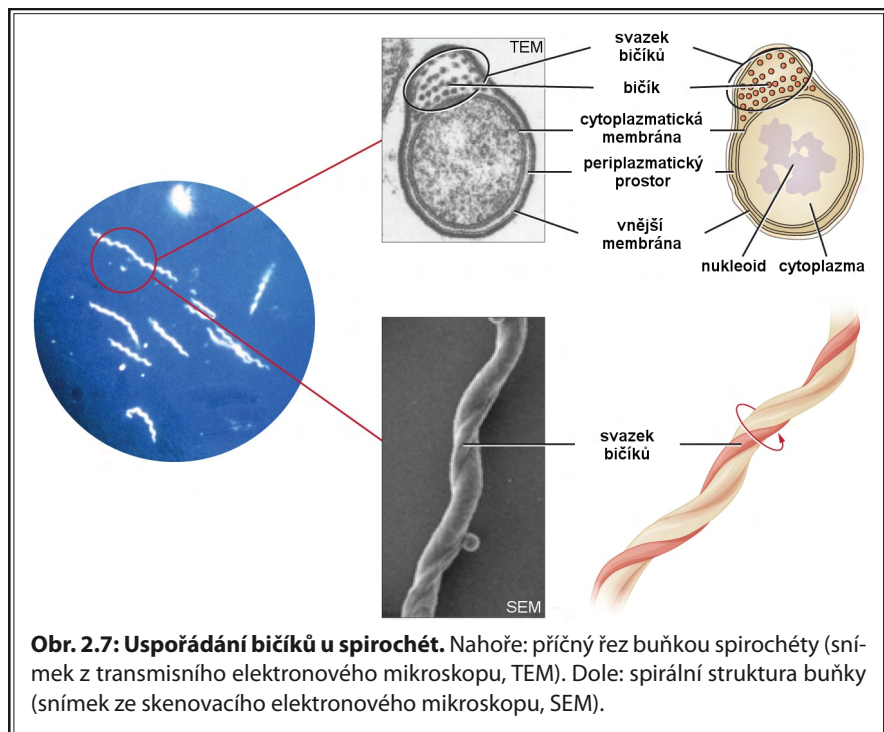 TEM
svazek
bičíků
bičík
cytoplazmatická
membrána
periplazmatický
prostor
vnější
membrána
nukleoid cytoplazma
svazek
bičíků
SEM
Obr. 2.7: Uspořádání bičíků u spirochét. Nahoře: příčný řez buňkou spirochéty (sní-
mek z transmisního elektronového mikroskopu, TEM). Dole: spirální struktura buňky
(snímek ze skenovacího elektronového mikroskopu, SEM).